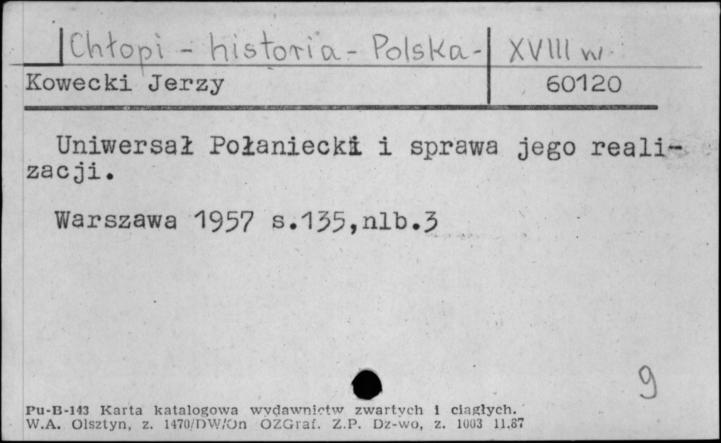 Chłopi - historia - Polska - XVIII w.
Kowecki Jerzy 60120
Uniwersał Połaniecki i sprawa jego reali-
zacji.
Warszawa 1957 s.135,nlb.3
9
Pu-B-143 Karta katalogowa wydawnictw zwartych i ciągłych.
W.A. Olsztyn, z. 1470/DW/On OZGraf. Z.P. Dz-wo, z. 1003 11.87